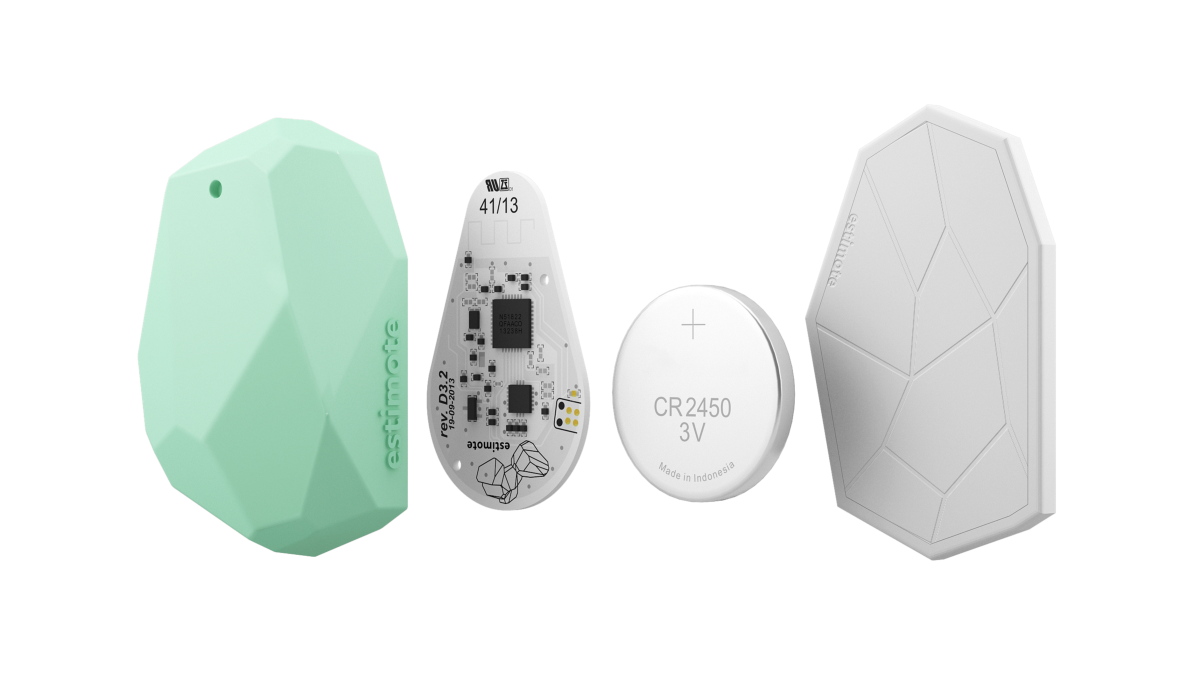 estimote
41/13
rev. D3.2
19-09-2013
estimote
CR2450
3V
Made in Indonesia
estimote